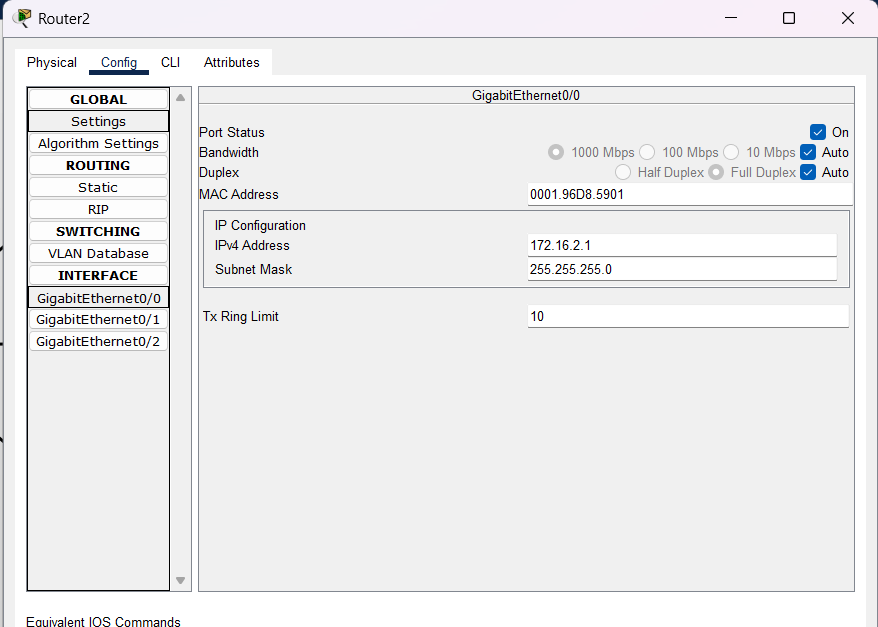 Router2
Physical Config CLI Attributes
GLOBAL
Settings
Algorithm Settings
ROUTING
Static
RIP
SWITCHING
VLAN Database
INTERFACE
GigabitEthernet0/0
GigabitEthernet0/1
GigabitEthernet0/2
GigabitEthernet0/0
Port Status On
Bandwidth 1000 Mbps 100 Mbps 10 Mbps Auto
Duplex Half Duplex Full Duplex Auto
MAC Address 0001.96D8.5901
IP Configuration
IPv4 Address 172.16.2.1
Subnet Mask 255.255.255.0
Tx Ring Limit 10
Equivalent IOS Commands